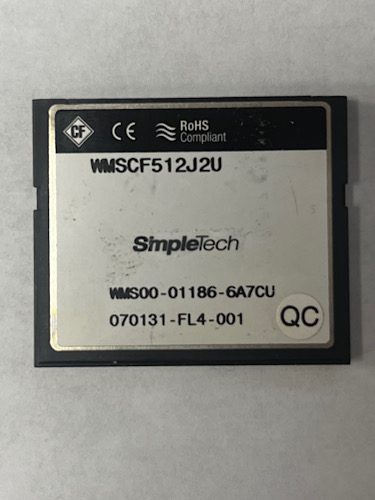 CF CE RoHS
Compliant
WMSCF512J2U
SimpleTech
WMS00-01186-6A7CU
070131-FL4-001
QC